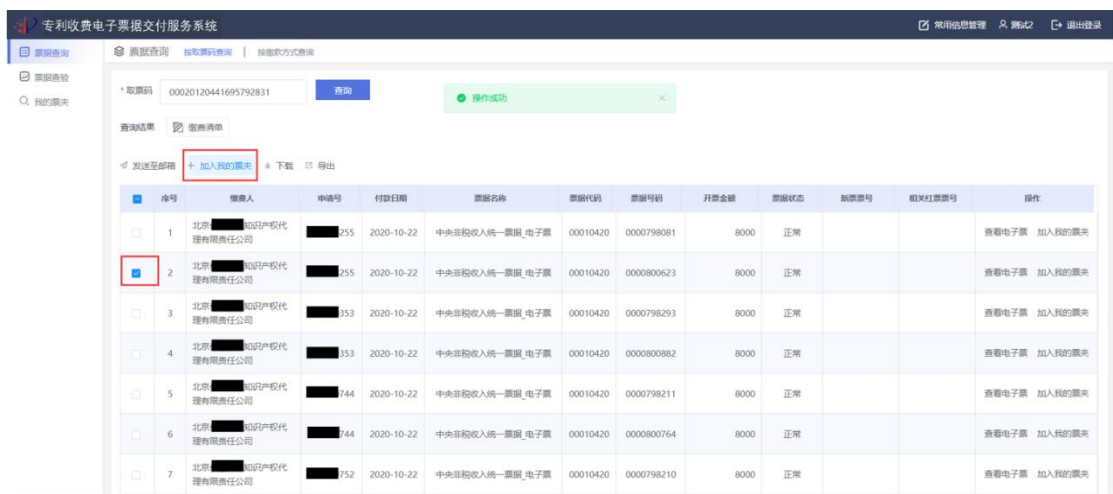 专利收费电子票据交付服务系统 常用信息管理 测试2 退出登录
票据查询 票据查询 按取票码查询 | 按缴款方式查询
票据查验
我的票夹
* 取票码 00020120441695792831 查询 操作成功
查询结果 缴费清单
发送至邮箱 + 加入我的票夹 下载 导出
序号 缴费人 申请号 付款日期 票据名称 票据代码 票据号码 开票金额 票据状态 新票票号 相关红票票号 操作
1 北京 知识产权代 255 2020-10-22 中央非税收入统一票据_电子票 00010420 0000798081 8000 正常 查看电子票 加入我的票夹
理有限责任公司
2 北京 知识产权代 255 2020-10-22 中央非税收入统一票据_电子票 00010420 0000800623 8000 正常 查看电子票 加入我的票夹
理有限责任公司
3 北京 知识产权代 353 2020-10-22 中央非税收入统一票据_电子票 00010420 0000798293 8000 正常 查看电子票 加入我的票夹
理有限责任公司
4 北京 知识产权代 353 2020-10-22 中央非税收入统一票据_电子票 00010420 0000800882 8000 正常 查看电子票 加入我的票夹
理有限责任公司
5 北京 知识产权代 744 2020-10-22 中央非税收入统一票据_电子票 00010420 0000798211 8000 正常 查看电子票 加入我的票夹
理有限责任公司
6 北京 知识产权代 744 2020-10-22 中央非税收入统一票据_电子票 00010420 0000800764 8000 正常 查看电子票 加入我的票夹
理有限责任公司
7 北京 知识产权代 752 2020-10-22 中央非税收入统一票据_电子票 00010420 0000798210 8000 正常 查看电子票 加入我的票夹
理有限责任公司